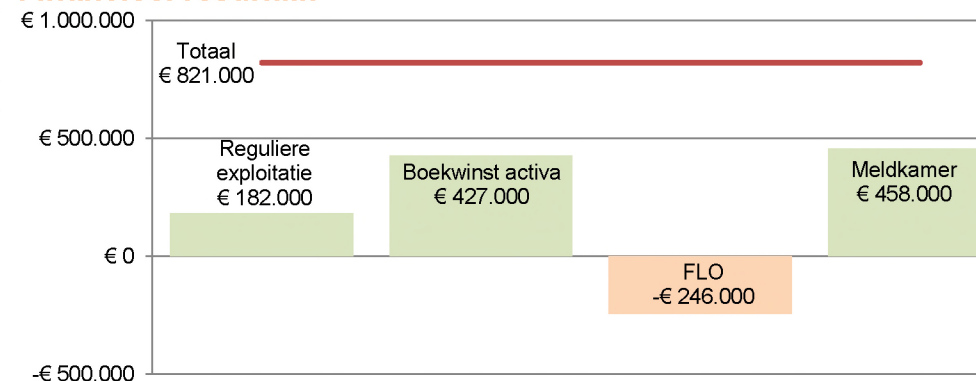 € 1.000.000
Totaal
€ 821.000
€ 500.000
Reguliere
exploitatie
€ 182.000
Boekwinst activa
€ 427.000
Meldkamer
€ 458.000
€ 0
FLO
-€ 246.000
-€ 500.000